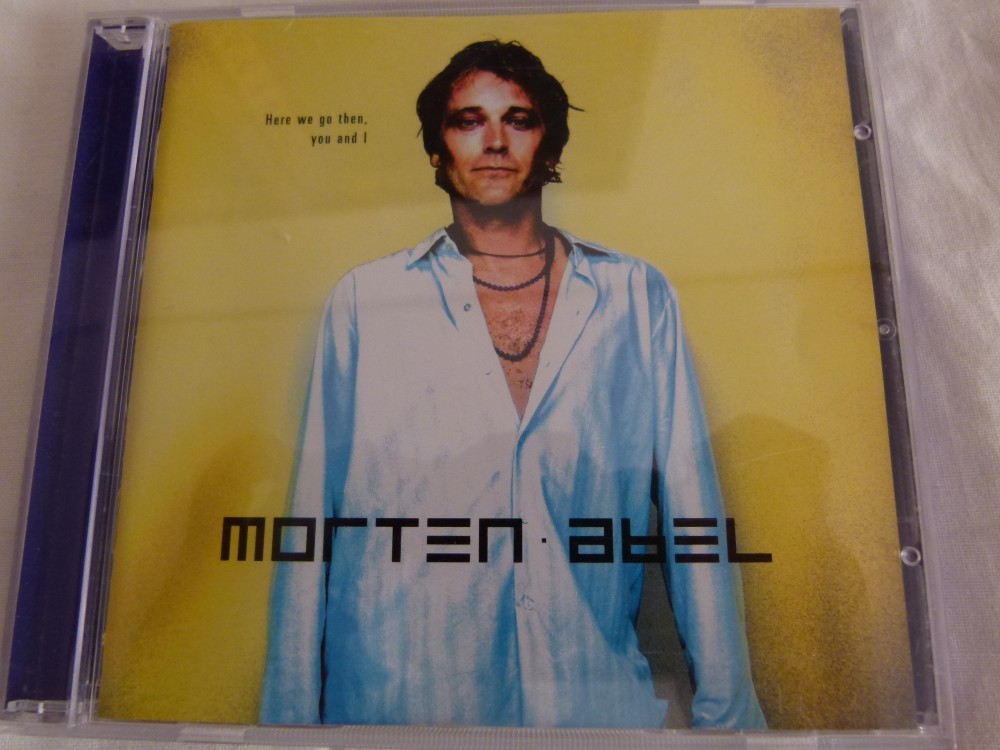 Here we go then,
you and I
morten · abel